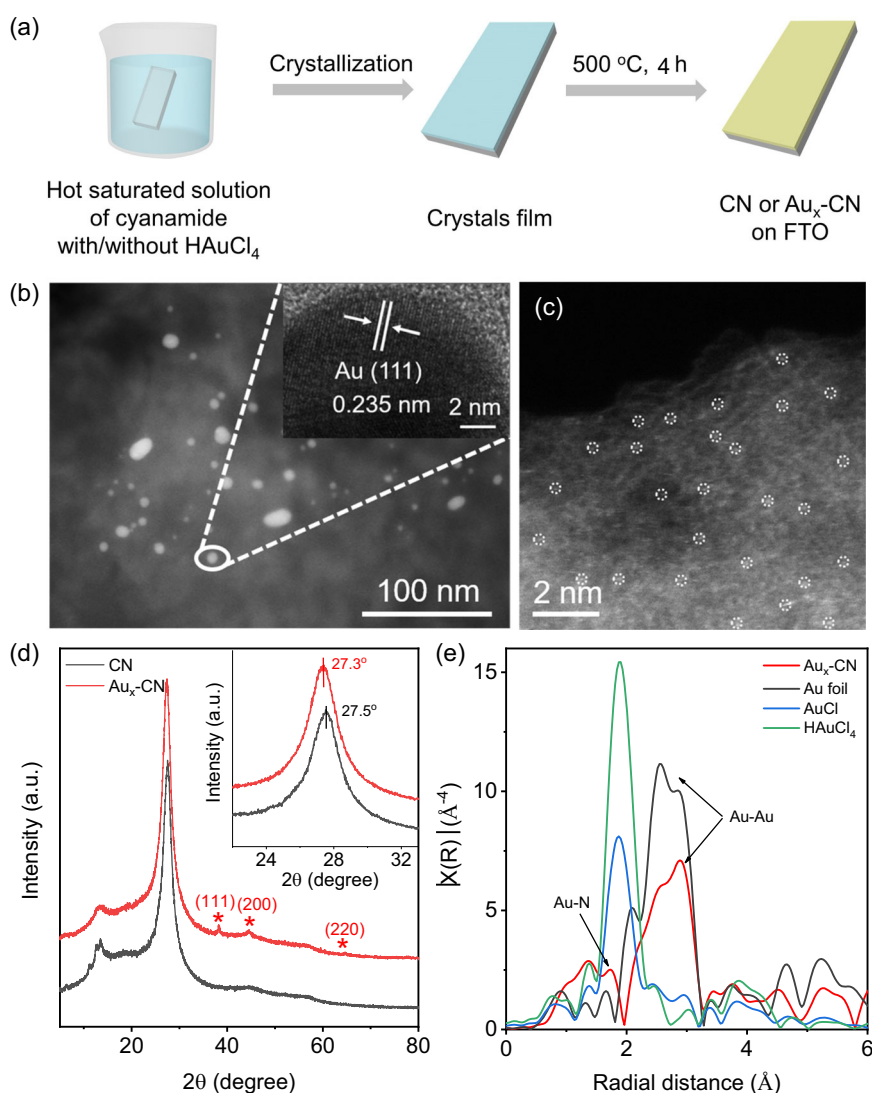 (a)
Crystallization
500 °C, 4 h
Hot saturated solution
of cyanamide
with/without HAuCl₄
Crystals film
CN or Auₓ-CN
on FTO
(b)
Au (111)
0.235 nm
2 nm
100 nm
(c)
2 nm
(d)
CN
Auₓ-CN
Intensity (a.u.)
2θ (degree)
20
40
60
80
(111)
*
(200)
*
(220)
*
Intensity (a.u.)
27.3°
27.5°
24
28
32
2θ (degree)
(e)
|X(R)| (Å⁻⁴)
15
10
5
0
Auₓ-CN
Au foil
AuCl
HAuCl₄
Au-Au
Au-N
0
2
4
6
Radial distance (Å)